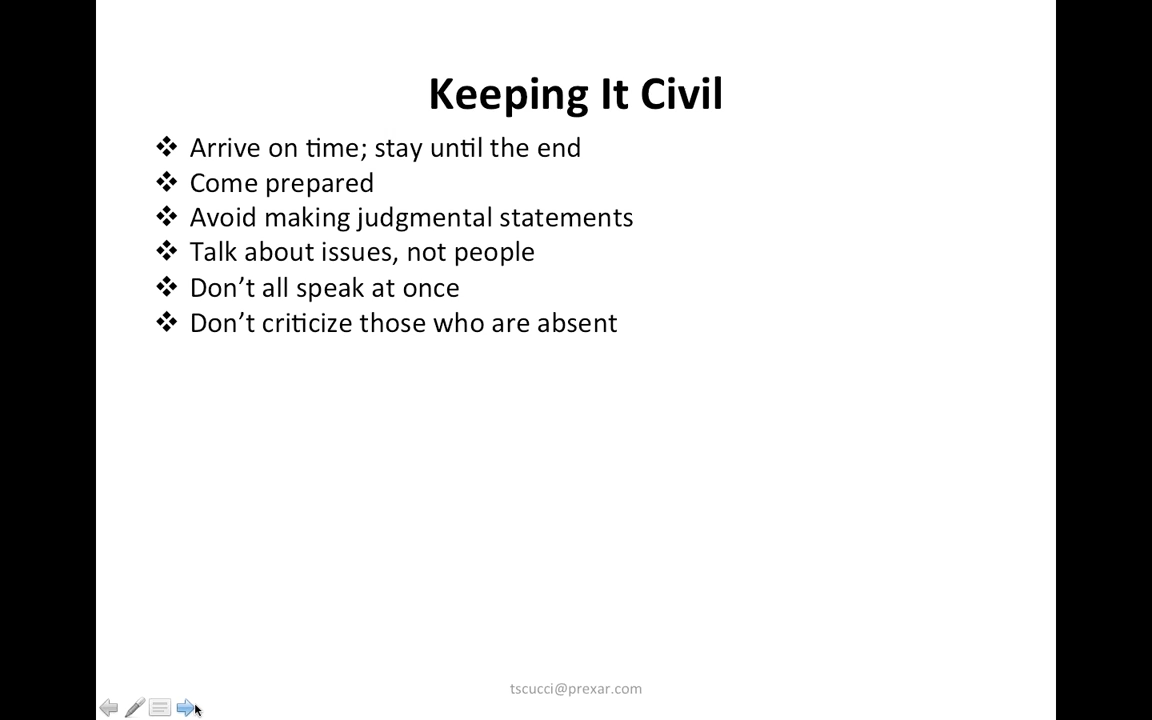 Keeping It Civil
❖ Arrive on time; stay until the end
❖ Come prepared
❖ Avoid making judgmental statements
❖ Talk about issues, not people
❖ Don’t all speak at once
❖ Don’t criticize those who are absent
tscucci@prexar.com